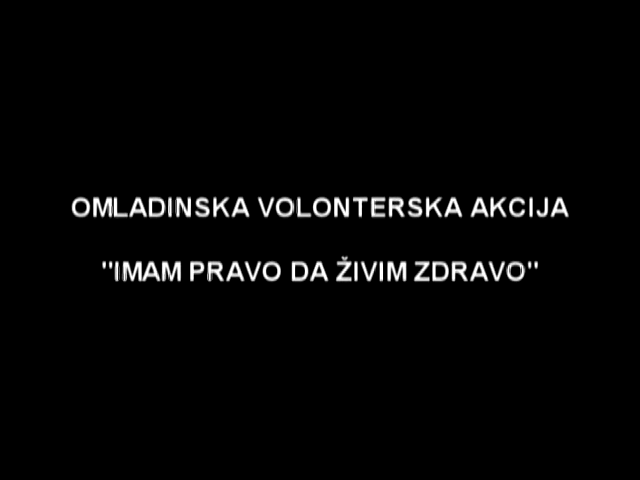 OMLADINSKA VOLONTERSKA AKCIJA
"IMAM PRAVO DA ŽIVIM ZDRAVO"